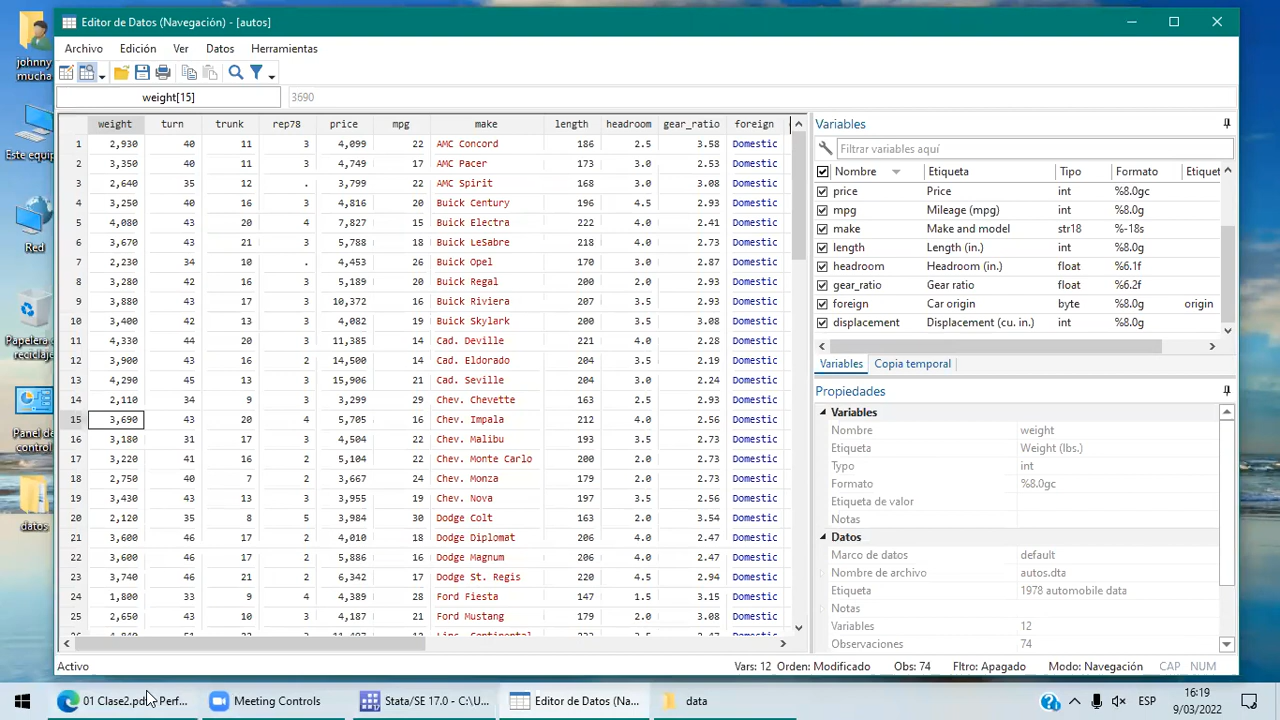 Editor de Datos (Navegación) - [autos]
johnny mucha...
Archivo Edición Ver Datos Herramientas
weight[15] 3690
weight turn trunk rep78 price mpg make length headroom gear_ratio foreign
1 2,930 40 11 3 4,099 22 AMC Concord 186 2.5 3.58 Domestic
2 3,350 40 11 3 4,749 17 AMC Pacer 173 3.0 2.53 Domestic
3 2,640 35 12 . 3,799 22 AMC Spirit 168 3.0 3.08 Domestic
4 3,250 40 16 3 4,816 20 Buick Century 196 4.5 2.93 Domestic
5 4,080 43 20 4 7,827 15 Buick Electra 222 4.0 2.41 Domestic
6 3,670 43 21 3 5,788 18 Buick LeSabre 218 4.0 2.73 Domestic
7 2,230 34 10 . 4,453 26 Buick Opel 170 3.0 2.87 Domestic
8 3,280 42 16 3 5,189 20 Buick Regal 200 2.0 2.93 Domestic
9 3,880 43 17 3 10,372 16 Buick Riviera 207 3.5 2.93 Domestic
10 3,400 42 13 3 4,082 19 Buick Skylark 200 3.5 3.08 Domestic
11 4,330 44 20 3 11,385 14 Cad. Deville 221 4.0 2.28 Domestic
12 3,900 43 16 2 14,500 14 Cad. Eldorado 204 3.5 2.19 Domestic
13 4,290 45 13 3 15,906 21 Cad. Seville 204 3.0 2.24 Domestic
14 2,110 34 9 3 3,299 29 Chev. Chevette 163 2.5 2.93 Domestic
15 3,690 43 20 4 5,705 16 Chev. Impala 212 4.0 2.56 Domestic
16 3,180 31 17 3 4,504 22 Chev. Malibu 193 3.5 2.73 Domestic
17 3,220 41 16 2 5,104 22 Chev. Monte Carlo 200 2.0 2.73 Domestic
18 2,750 40 7 2 3,667 24 Chev. Monza 179 2.0 2.73 Domestic
19 3,430 43 13 3 3,955 19 Chev. Nova 197 3.5 2.56 Domestic
20 2,120 35 8 5 3,984 30 Dodge Colt 163 2.0 3.54 Domestic
21 3,600 46 17 2 4,010 18 Dodge Diplomat 206 4.0 2.47 Domestic
22 3,600 46 17 2 5,886 16 Dodge Magnum 206 4.0 2.47 Domestic
23 3,740 46 21 2 6,342 17 Dodge St. Regis 220 4.5 2.94 Domestic
24 1,800 33 9 4 4,389 28 Ford Fiesta 147 1.5 3.15 Domestic
25 2,650 43 10 3 4,187 21 Ford Mustang 179 2.0 3.08 Domestic
Variables
Filtrar variables aquí
Nombre Etiqueta Tipo Formato Etiquet
price Price int %8.0gc
mpg Mileage (mpg) int %8.0g
make Make and model str18 %-18s
length Length (in.) int %8.0g
headroom Headroom (in.) float %6.1f
gear_ratio Gear ratio float %6.2f
foreign Car origin byte %8.0g origin
displacement Displacement (cu. in.) int %8.0g
Variables Copia temporal
Propiedades
Variables
Nombre weight
Etiqueta Weight (lbs.)
Typo int
Formato %8.0gc
Etiqueta de valor
Notas
Datos
Marco de datos default
Nombre de archivo autos.dta
Etiqueta 1978 automobile data
Notas
Variables 12
Observaciones 74
Activo Vars: 12 Orden: Modificado Obs: 74 Fltro: Apagado Modo: Navegación CAP NUM
Este equipo
Red
Papelera de reciclaje
Panel de control
datos
01 Clase2.pd Perf... Meeting Controls Stata/SE 17.0 - C:\U... Editor de Datos (Na... data
ESP 16:19
9/03/2022